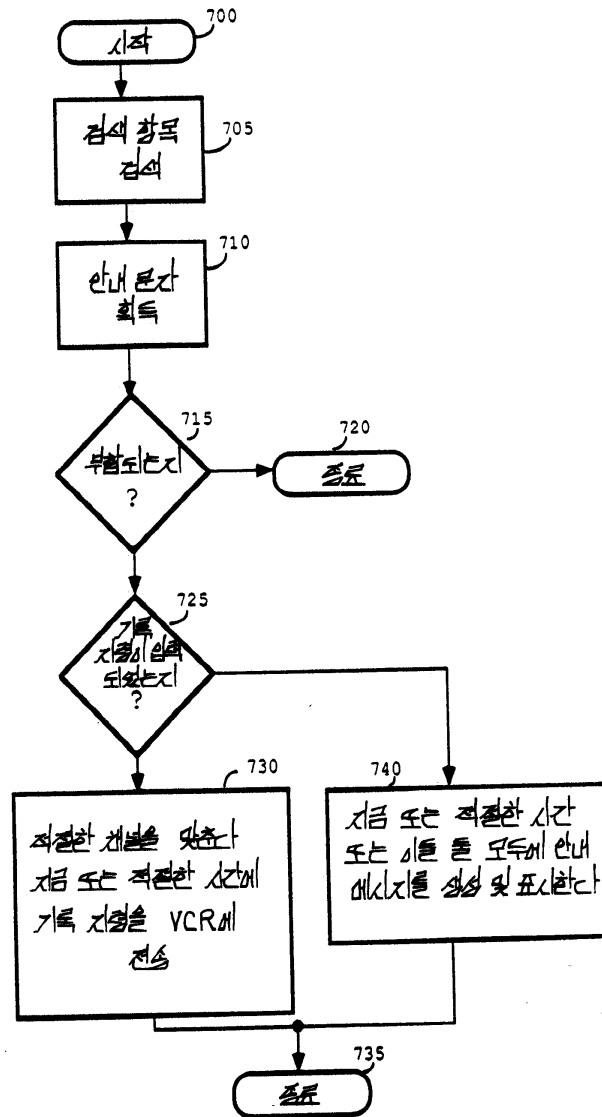 700
시작
705
검색 항목
검색
710
안내 문자
획득
715
부합되는지
?
720
종료
725
기록
지령이 입력
되었는지
?
730
적절한 채널을 맞춘다
지금 또는 적절한 시간에
기록 지령을 VCR에
전송
740
지금 또는 적절한 시간
또는 이들 둘 모두에 안내
메시지를 생성 및 표시한다
735
종료